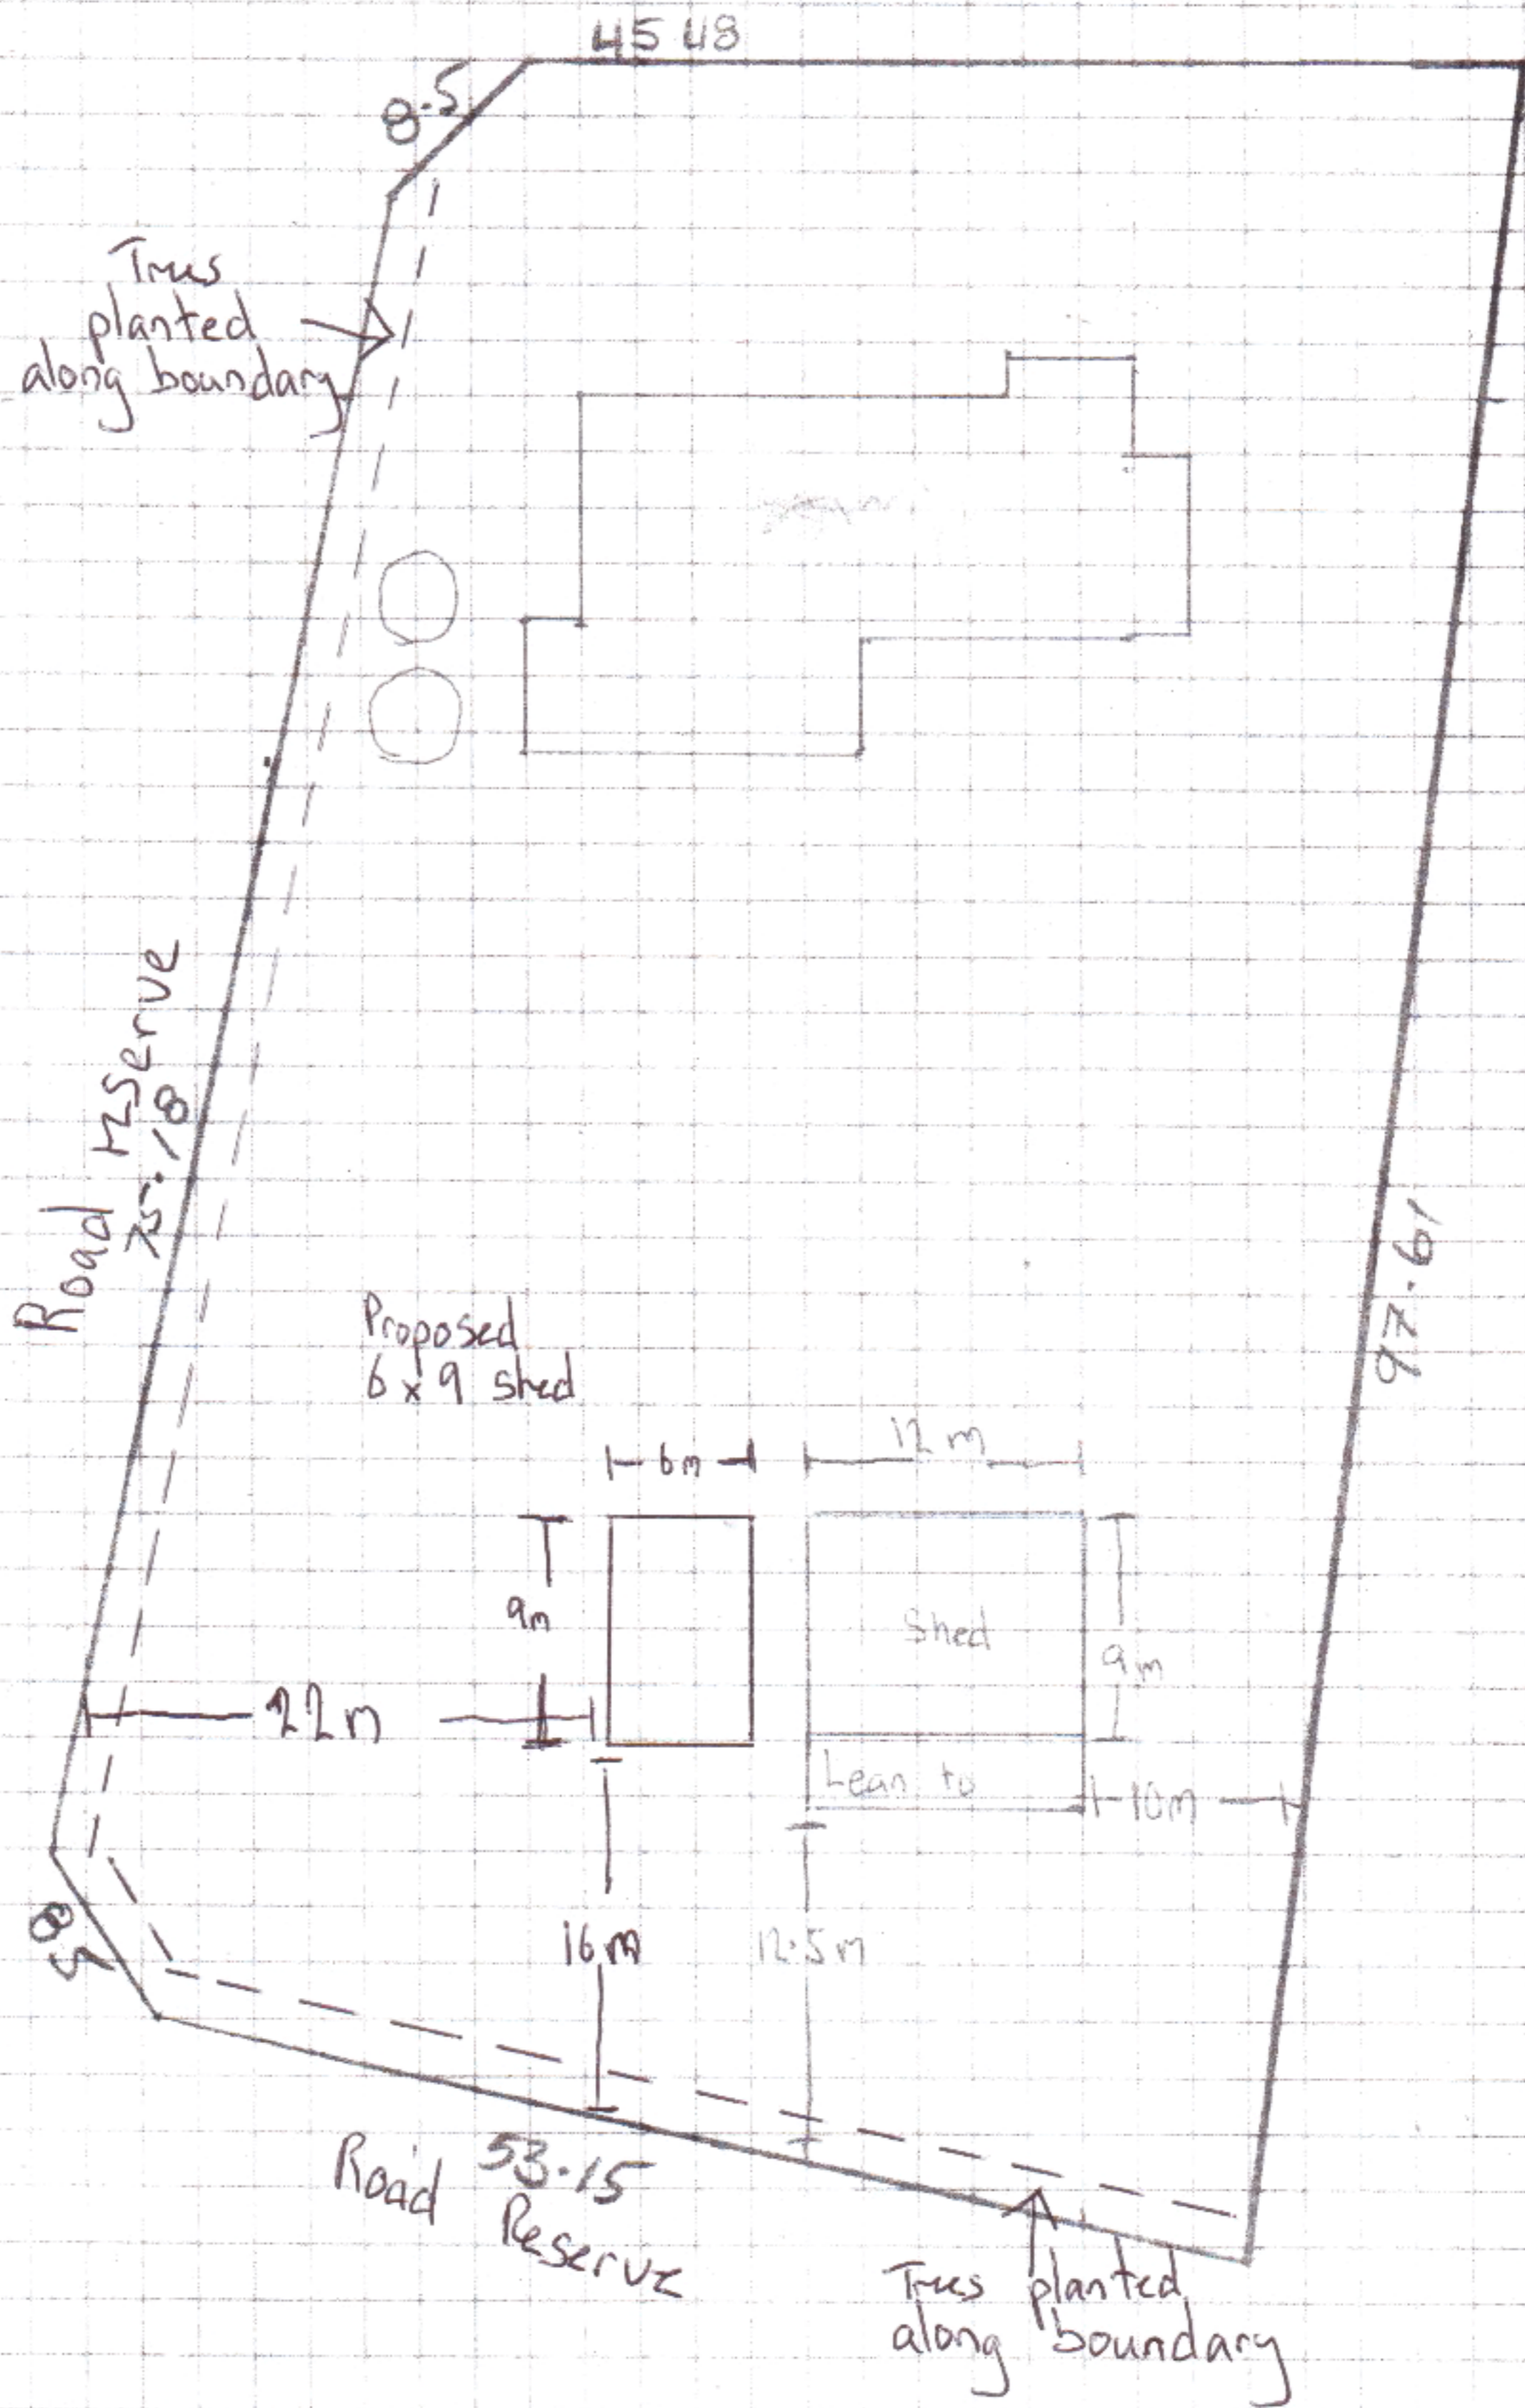 45 48
8.5
Trees
planted
along boundary
Road reserve
75.18
97.61
Proposed
6 x 9 shed
6m
12 m
9m
Shed
9m
22m
Lean to
10m
8.5
16m
12.5m
53.15
Road Reserve
Trees planted
along boundary